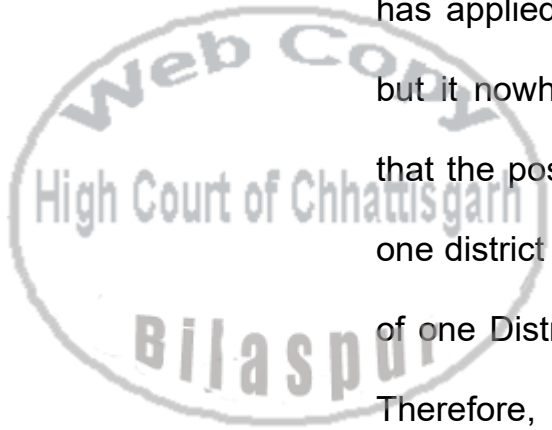 has applied
Web Copy
but it nowh
that the pos
High Court of Chhattisgarh
one district
Bilaspur
of one Distr
Therefore,